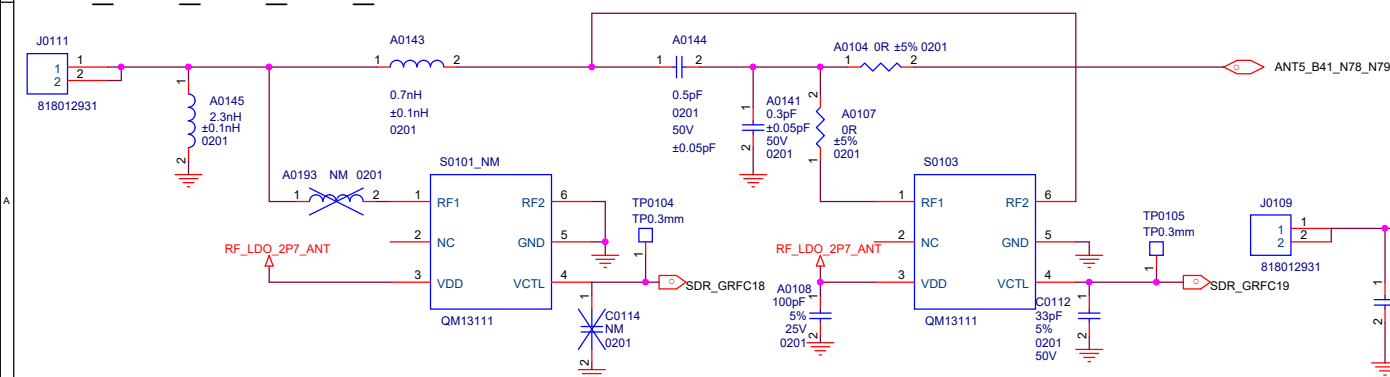 J0111
1
2
1
2
818012931
1
A0145
2.3nH
±0.1nH
0201
2
A0143
1
2
0.7nH
±0.1nH
0201
A0144
1
2
0.5pF
0201
50V
±0.05pF
1
A0141
0.3pF
±0.05pF
50V
0201
2
A0104 0R ±5% 0201
1
2
ANT5_B41_N78_N79
2
A0107
0R
±5%
0201
1
A0193 NM 0201
1
2
S0101_NM
1
RF1
RF2
6
2
NC
GND
5
3
VDD
VCTL
4
QM13111
RF_LDO_2P7_ANT
TP0104
TP0.3mm
1
SDR_GRFC18
1
C0114
NM
0201
2
S0103
1
RF1
RF2
6
2
NC
GND
5
3
VDD
VCTL
4
QM13111
RF_LDO_2P7_ANT
A0108
100pF
5%
25V
0201
1
2
TP0105
TP0.3mm
1
SDR_GRFC19
1
C0112
33pF
5%
0201
50V
2
J0109
1
2
1
2
818012931
1
2
A